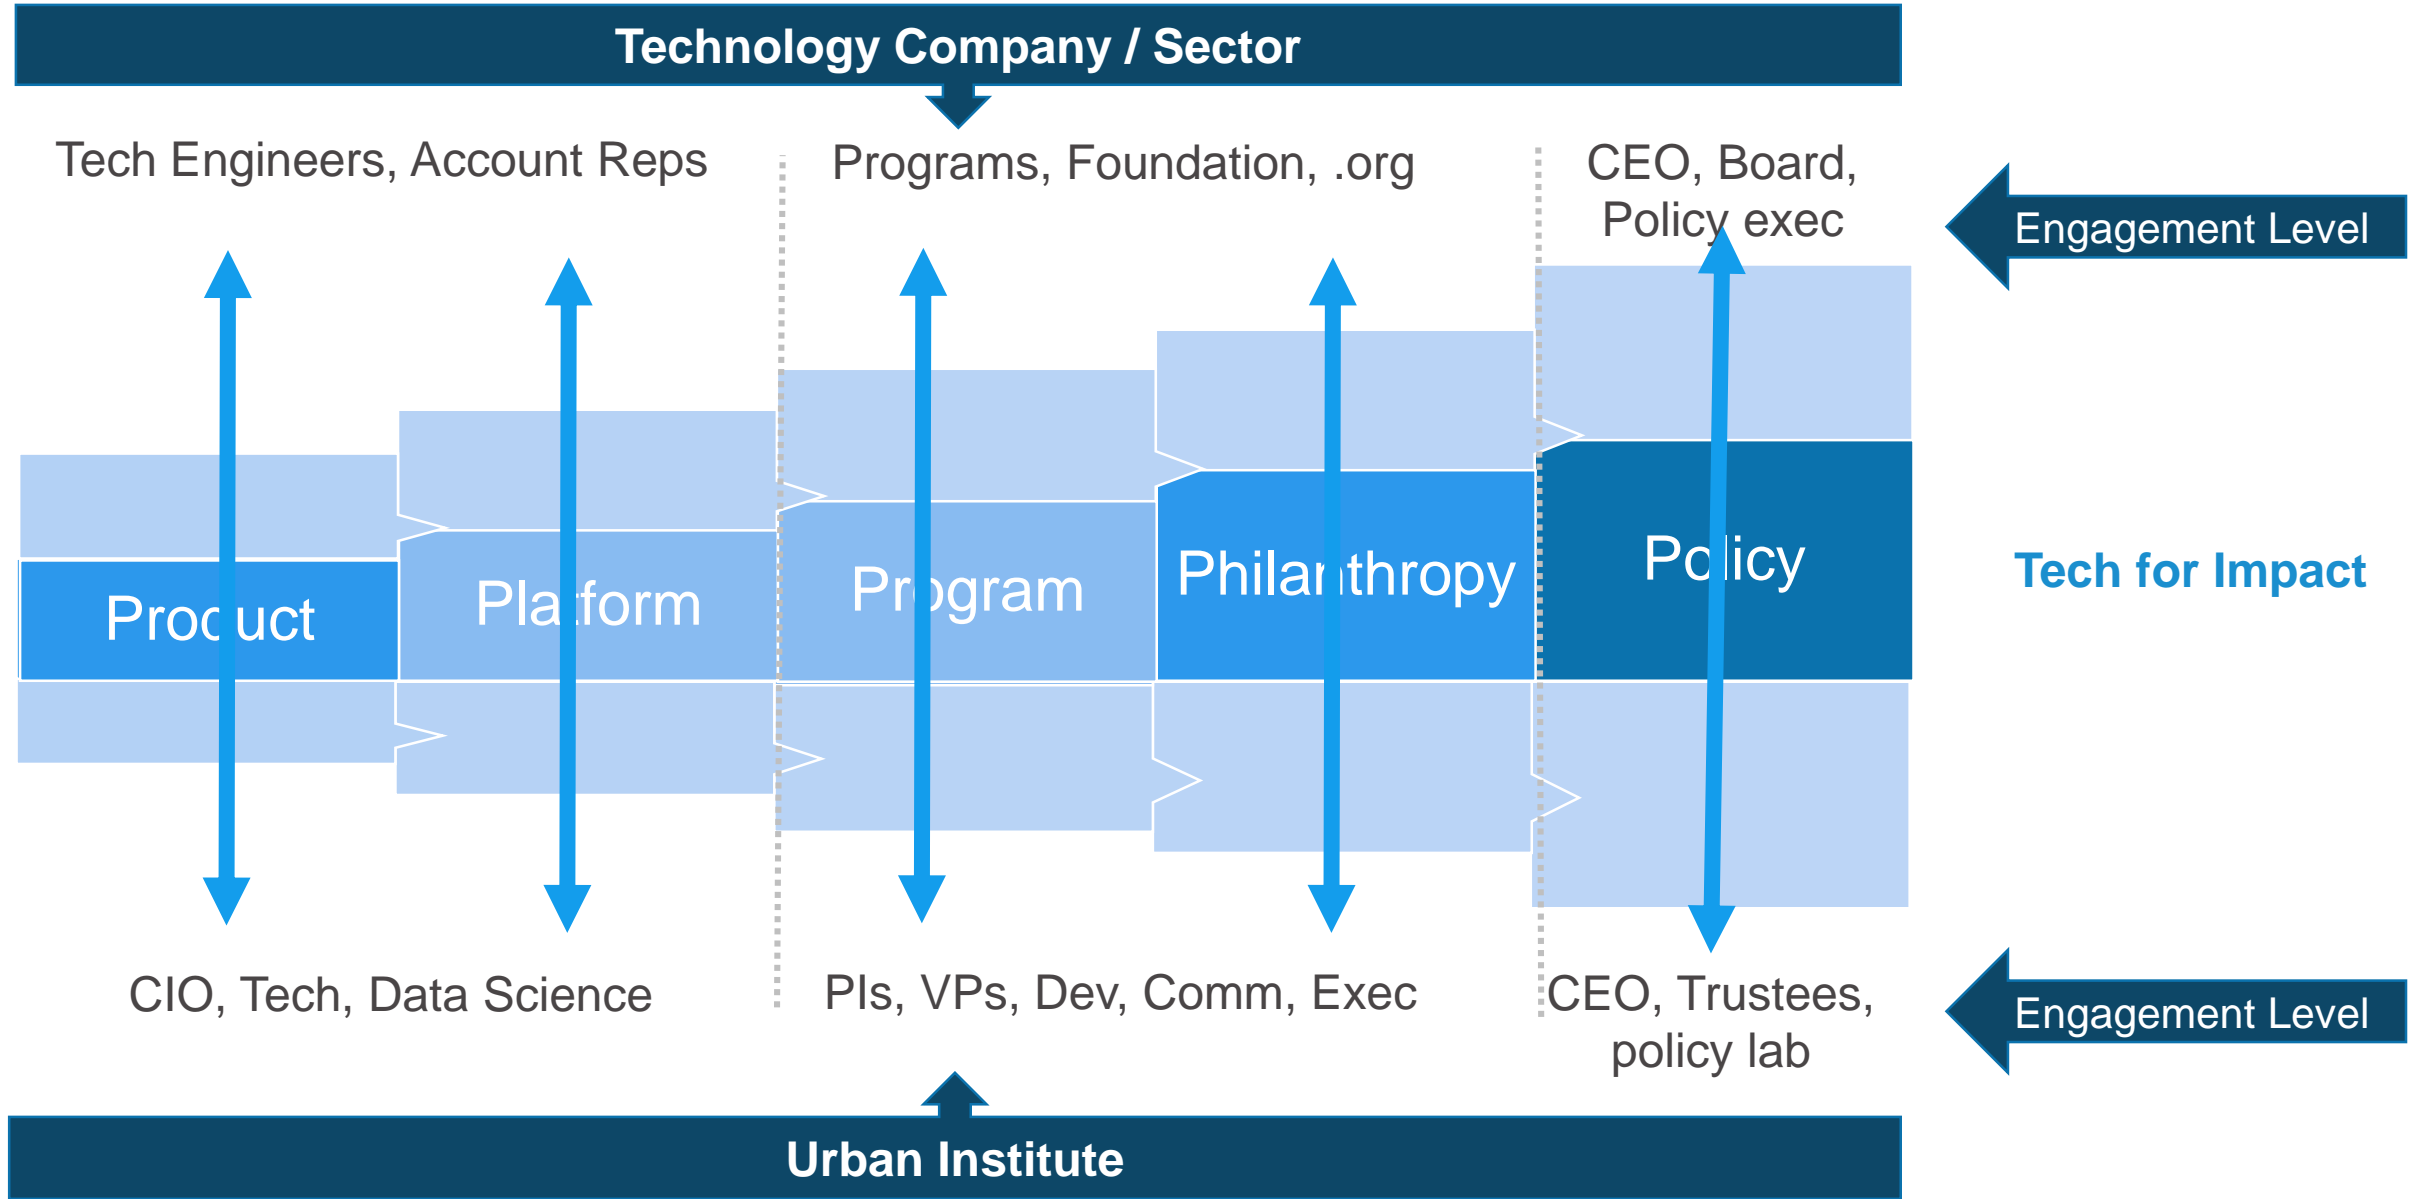 Technology Company / Sector
Tech Engineers, Account Reps
Programs, Foundation, .org
CEO, Board,
Policy exec
Engagement Level
Product
Platform
Program
Philanthropy
Policy
Tech for Impact
CIO, Tech, Data Science
PIs, VPs, Dev, Comm, Exec
CEO, Trustees,
policy lab
Engagement Level
Urban Institute